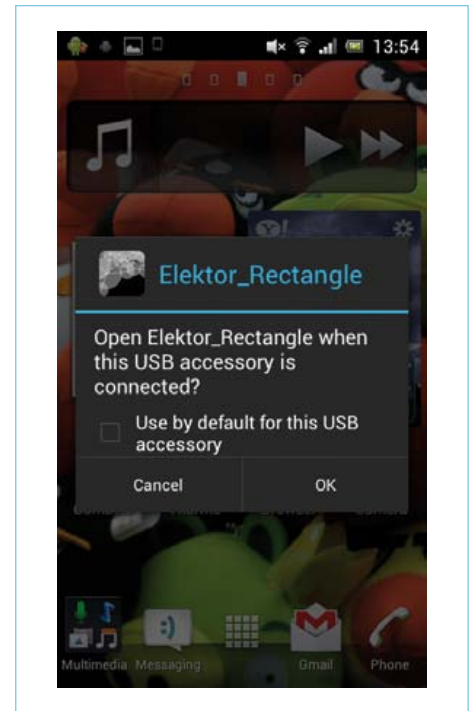 13:54
Y!
Elektor_Rectangle
Open Elektor_Rectangle when
this USB accessory is
connected?
Use by default for this USB
accessory
Cancel
OK
Multimedia
Messaging
Gmail
Phone